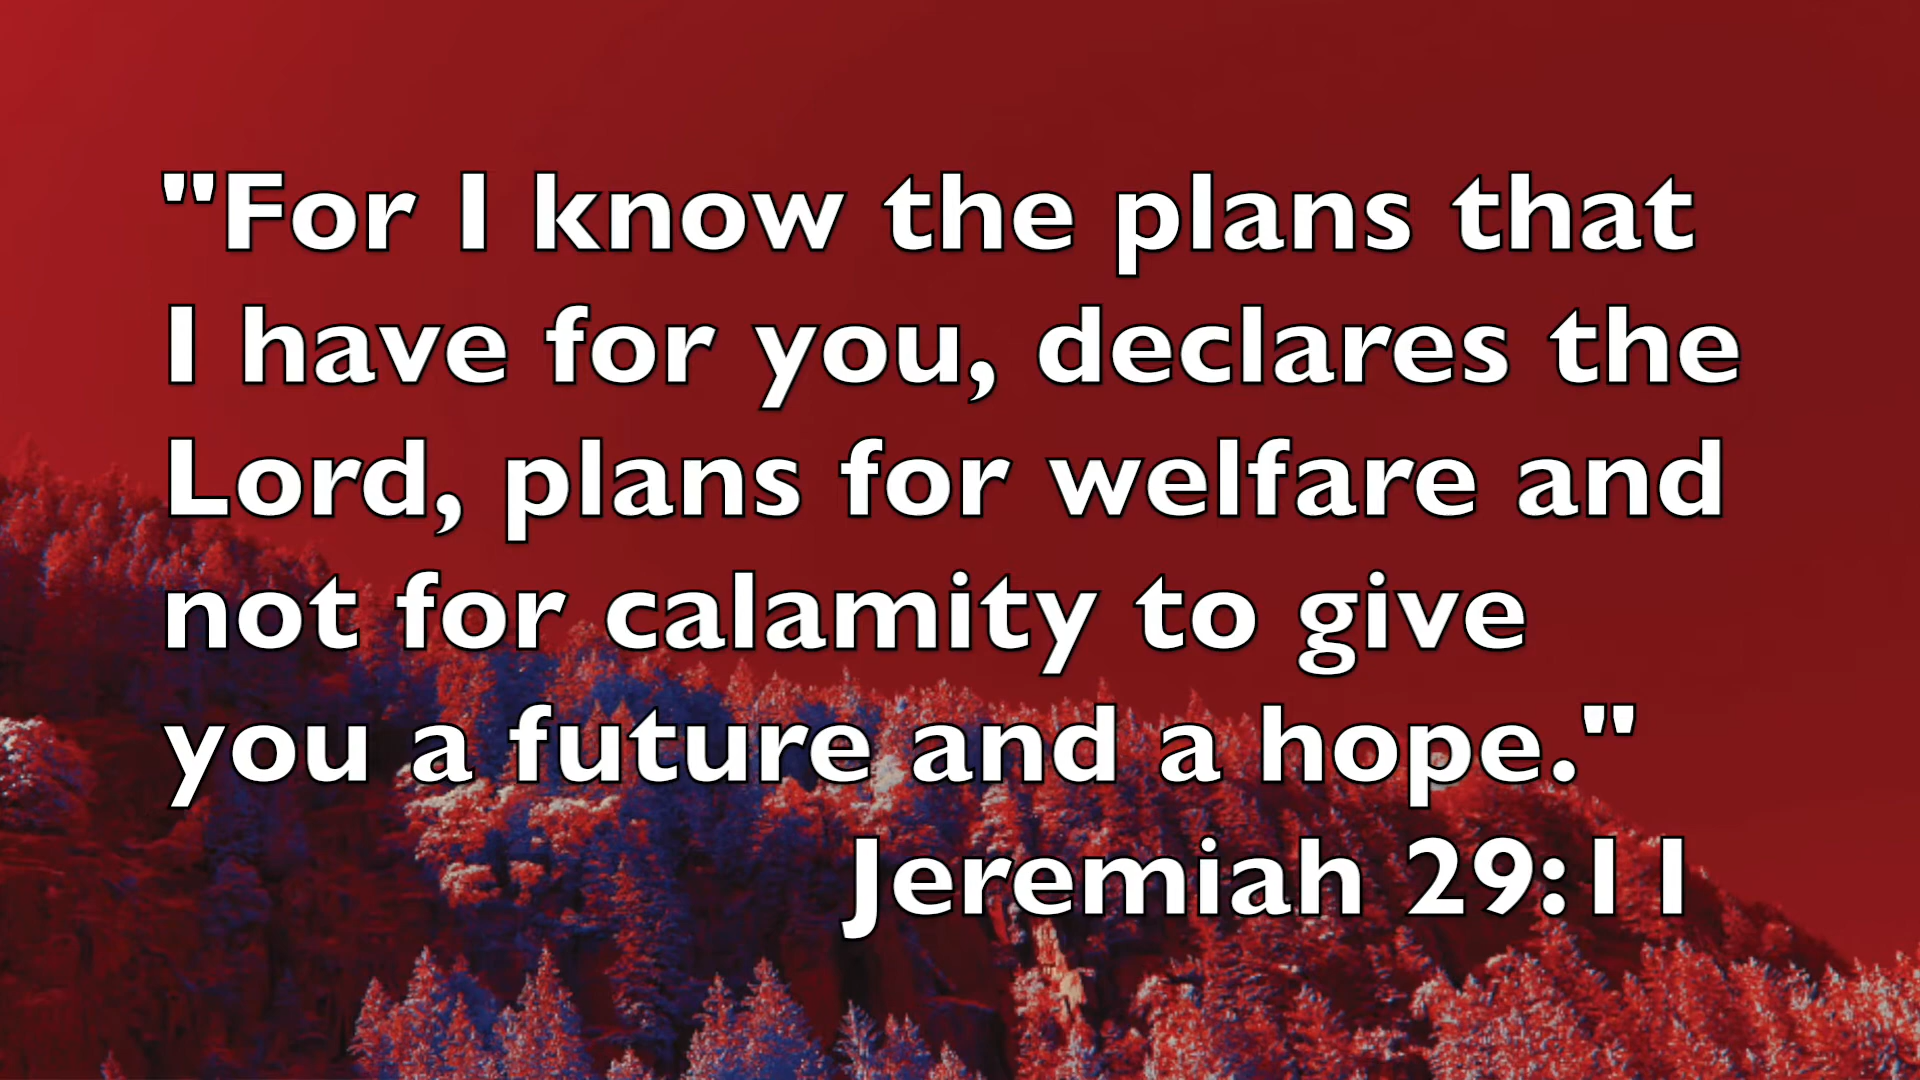 "For I know the plans that
I have for you, declares the
Lord, plans for welfare and
not for calamity to give
you a future and a hope."
Jeremiah 29:11